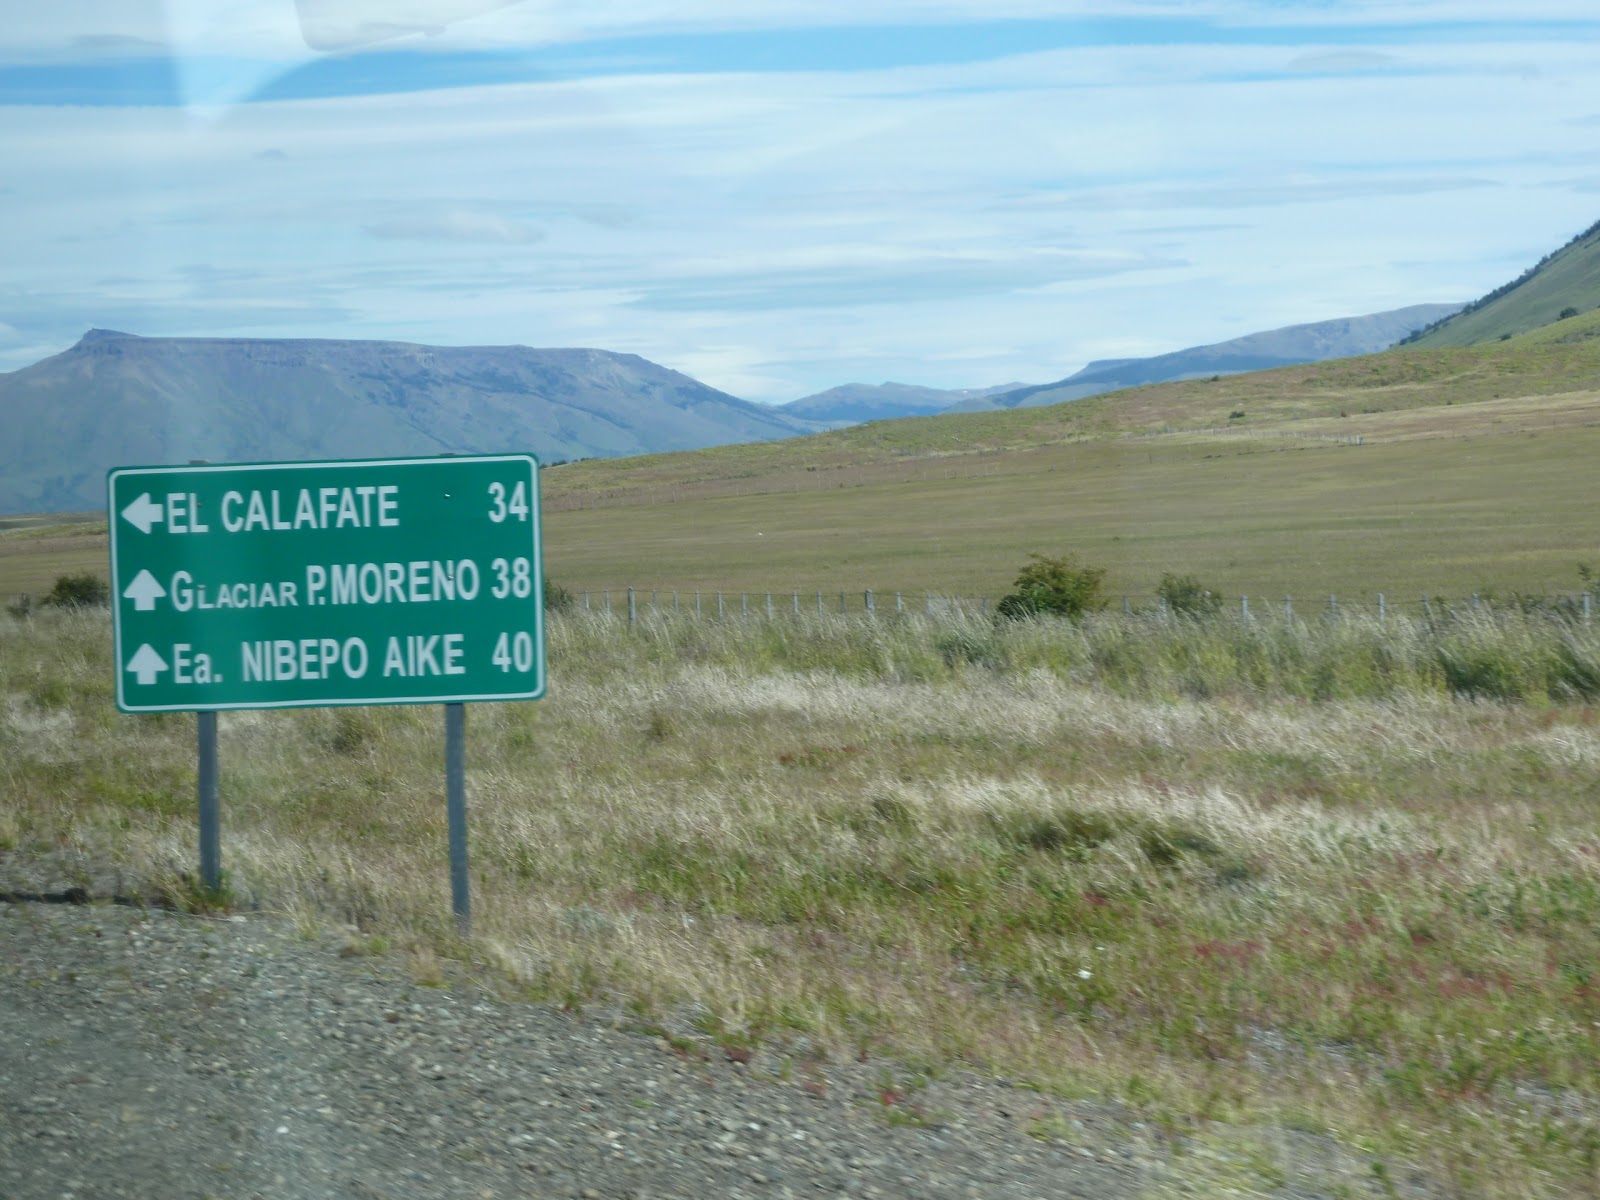 EL CALAFATE 34
GLACIAR P. MORENO 38
Ea. NIBEPO AIKE 40